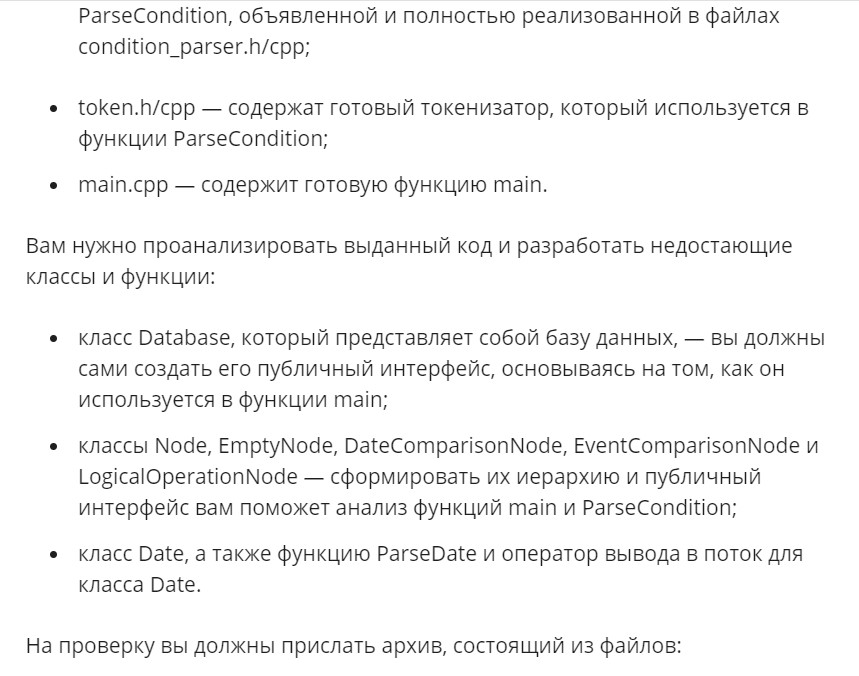 ParseCondition, объявленной и полностью реализованной в файлах
condition_parser.h/cpp;
• token.h/cpp — содержат готовый токенизатор, который используется в
функции ParseCondition;
• main.cpp — содержит готовую функцию main.
Вам нужно проанализировать выданный код и разработать недостающие
классы и функции:
• класс Database, который представляет собой базу данных, — вы должны
сами создать его публичный интерфейс, основываясь на том, как он
используется в функции main;
• классы Node, EmptyNode, DateComparisonNode, EventComparisonNode и
LogicalOperationNode — сформировать их иерархию и публичный
интерфейс вам поможет анализ функций main и ParseCondition;
• класс Date, а также функцию ParseDate и оператор вывода в поток для
класса Date.
На проверку вы должны прислать архив, состоящий из файлов: